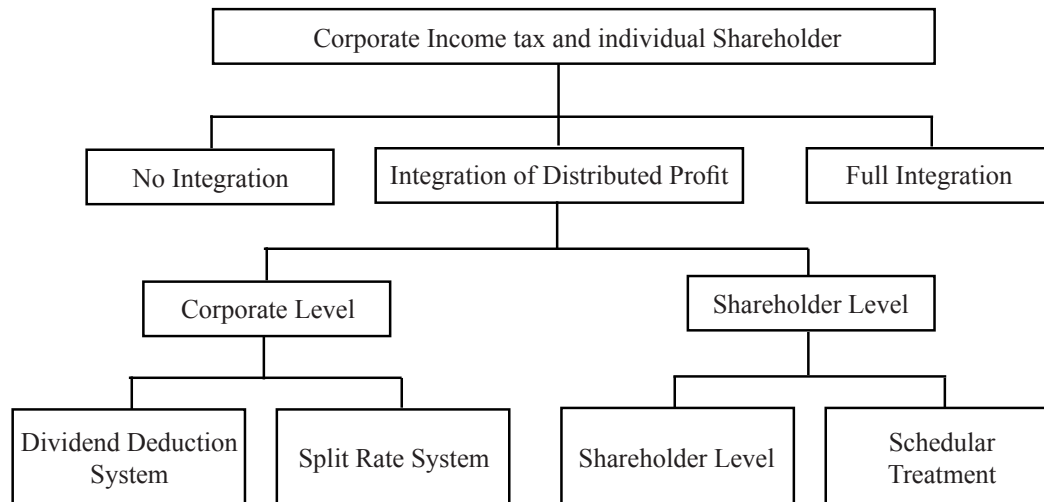 Corporate Income tax and individual Shareholder
No Integration
Integration of Distributed Profit
Full Integration
Corporate Level
Shareholder Level
Dividend Deduction
System
Split Rate System
Shareholder Level
Schedular
Treatment